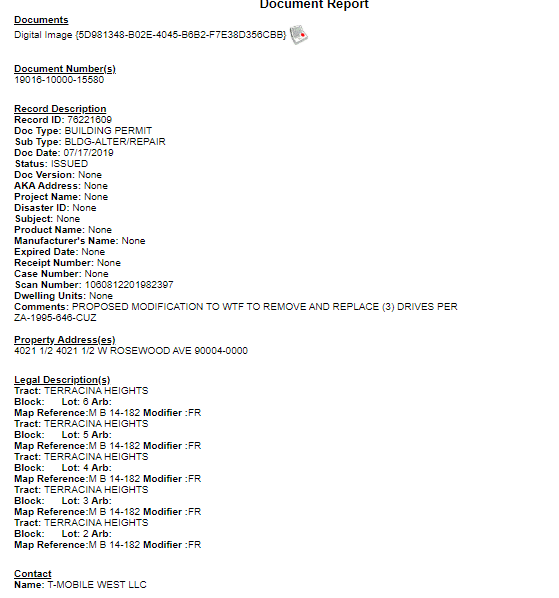 Document Report
Documents
Digital Image {5D981348-B02E-4045-B6B2-F7E38D356CBB}
Document Number(s)
19016-10000-15580
Record Description
Record ID: 76221609
Doc Type: BUILDING PERMIT
Sub Type: BLDG-ALTER/REPAIR
Doc Date: 07/17/2019
Status: ISSUED
Doc Version: None
AKA Address: None
Project Name: None
Disaster ID: None
Subject: None
Product Name: None
Manufacturer's Name: None
Expired Date: None
Receipt Number: None
Case Number: None
Scan Number: 1060812201982397
Dwelling Units: None
Comments: PROPOSED MODIFICATION TO WTF TO REMOVE AND REPLACE (3) DRIVES PER
ZA-1995-646-CUZ
Property Address(es)
4021 1/2 4021 1/2 W ROSEWOOD AVE 90004-0000
Legal Description(s)
Tract: TERRACINA HEIGHTS
Block: Lot: 6 Arb:
Map Reference:M B 14-182 Modifier :FR
Tract: TERRACINA HEIGHTS
Block: Lot: 5 Arb:
Map Reference:M B 14-182 Modifier :FR
Tract: TERRACINA HEIGHTS
Block: Lot: 4 Arb:
Map Reference:M B 14-182 Modifier :FR
Tract: TERRACINA HEIGHTS
Block: Lot: 3 Arb:
Map Reference:M B 14-182 Modifier :FR
Tract: TERRACINA HEIGHTS
Block: Lot: 2 Arb:
Map Reference:M B 14-182 Modifier :FR
Contact
Name: T-MOBILE WEST LLC